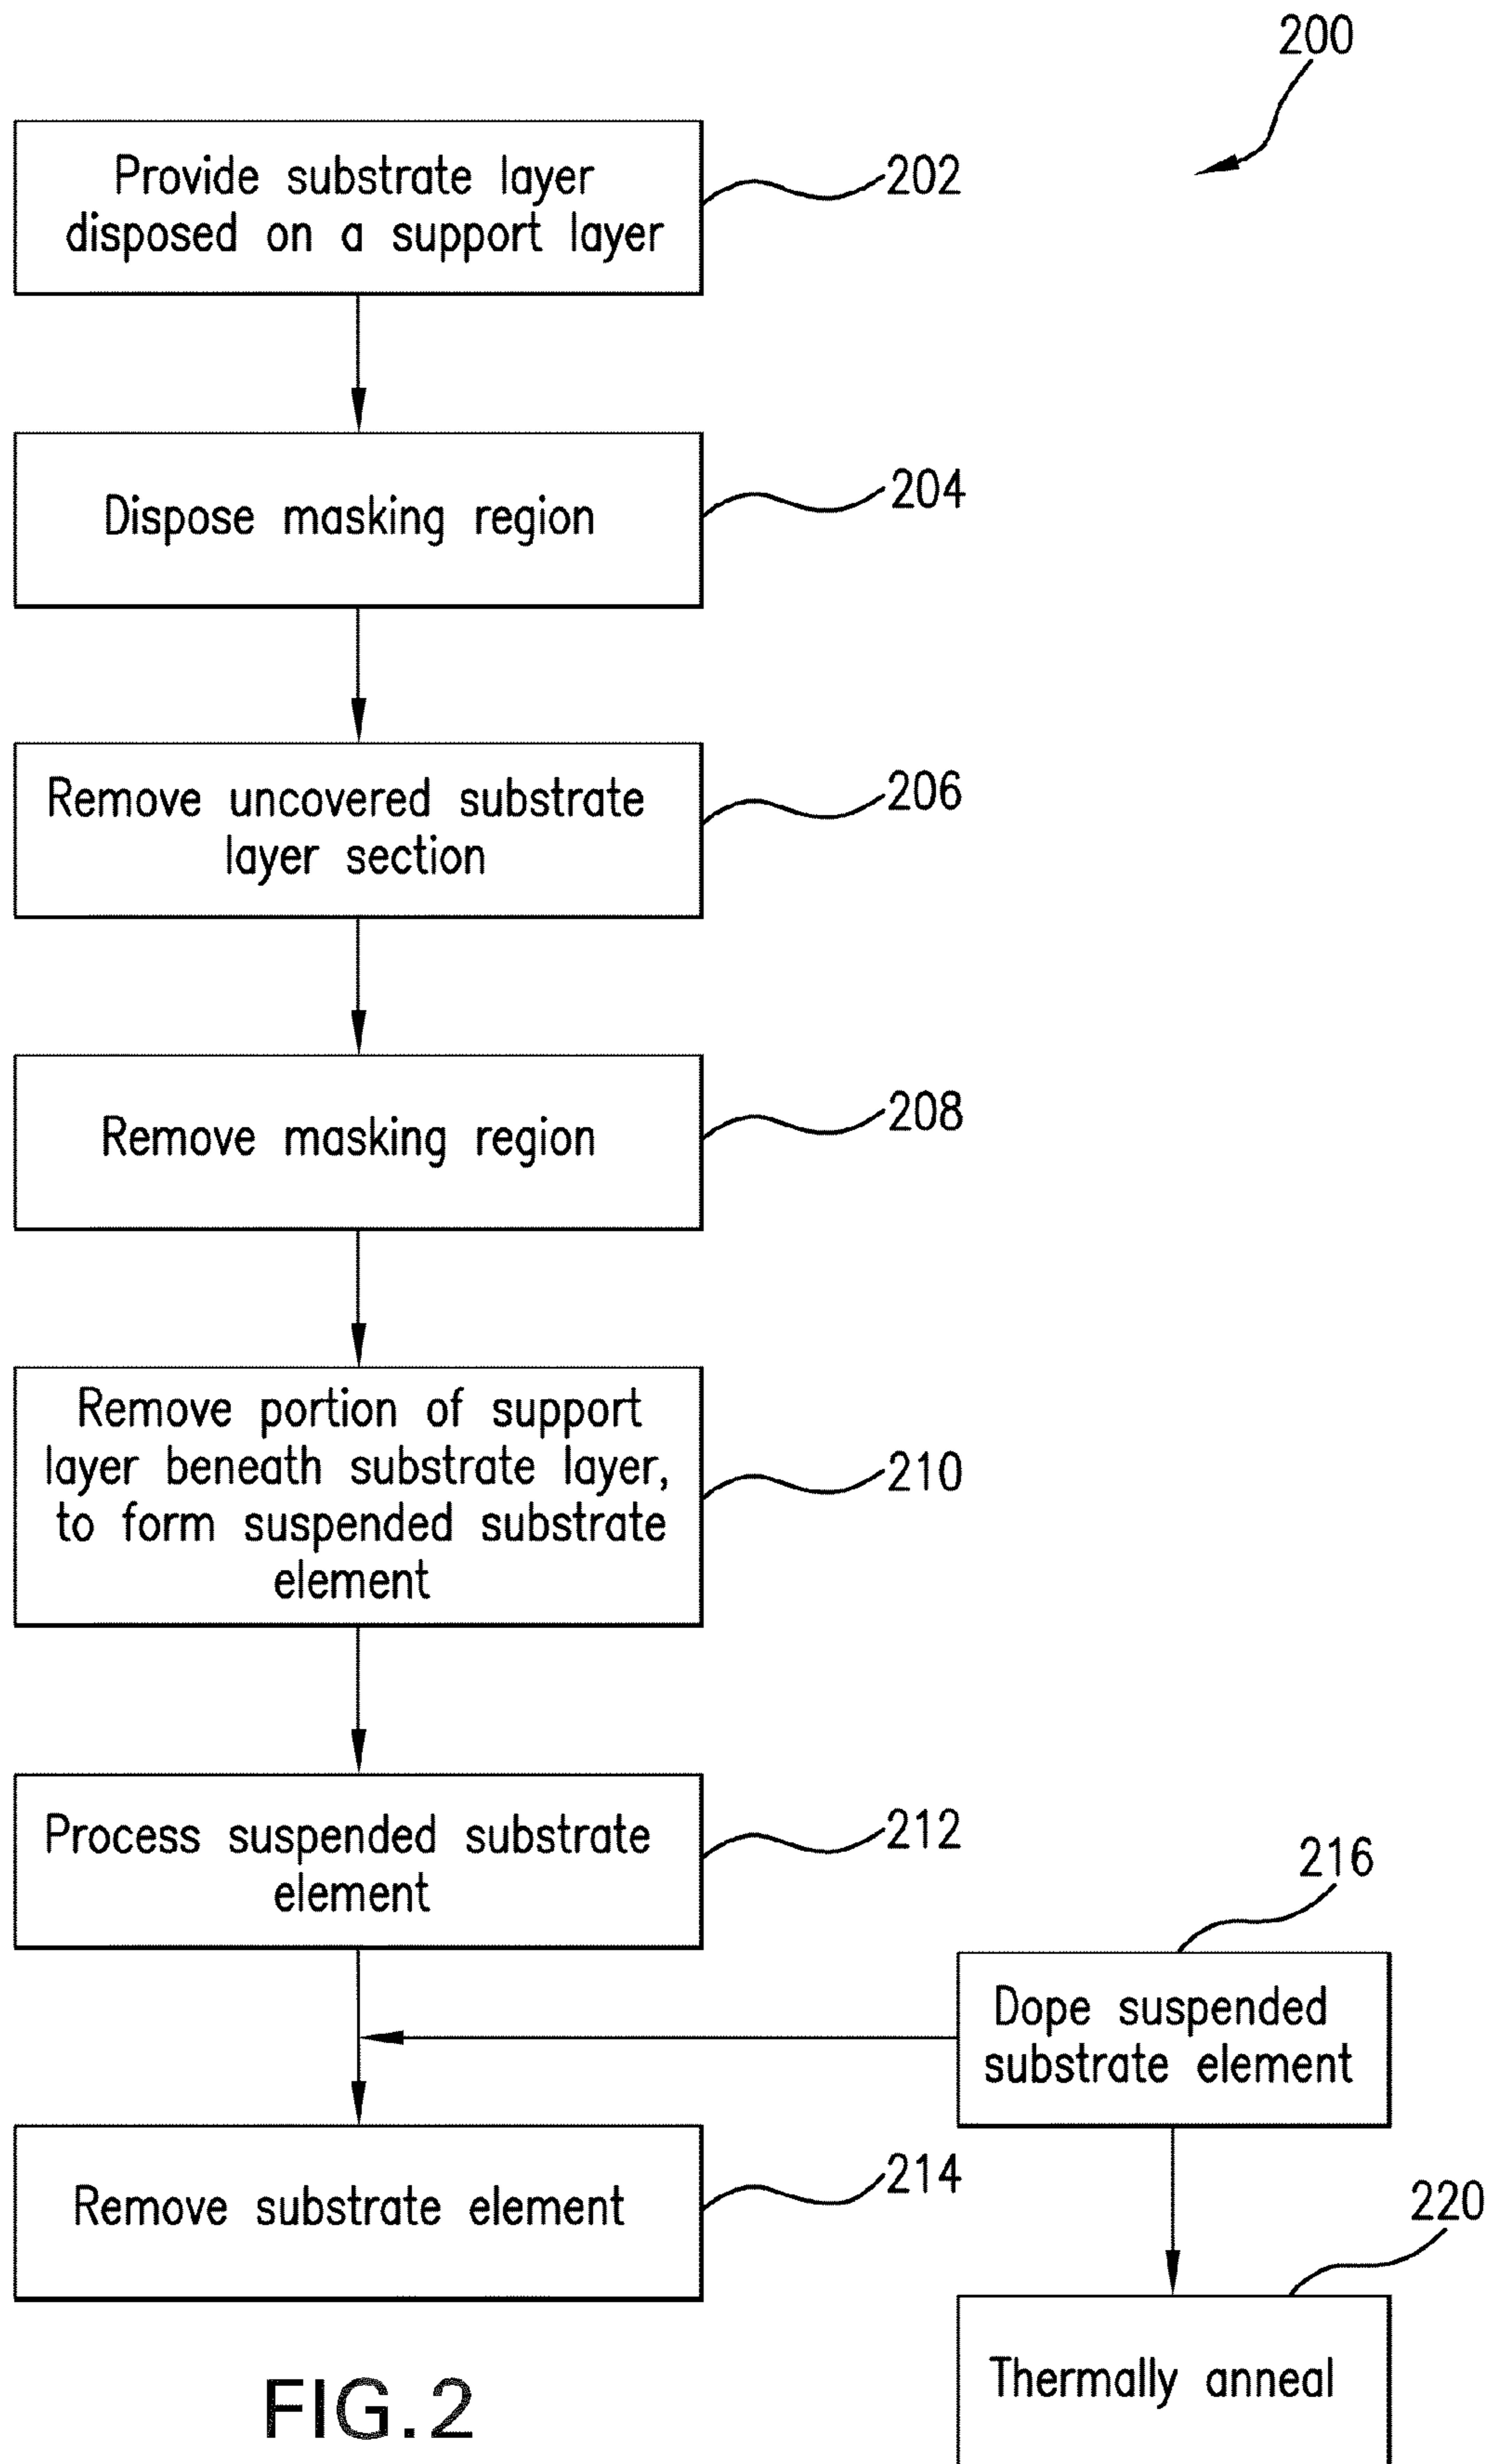 200
Provide substrate layer
disposed on a support layer
202
Dispose masking region
204
Remove uncovered substrate
layer section
206
Remove masking region
208
Remove portion of support
layer beneath substrate layer,
to form suspended substrate
element
210
Process suspended substrate
element
212
216
Dope suspended
substrate element
Remove substrate element
214
220
Thermally anneal
FIG.2